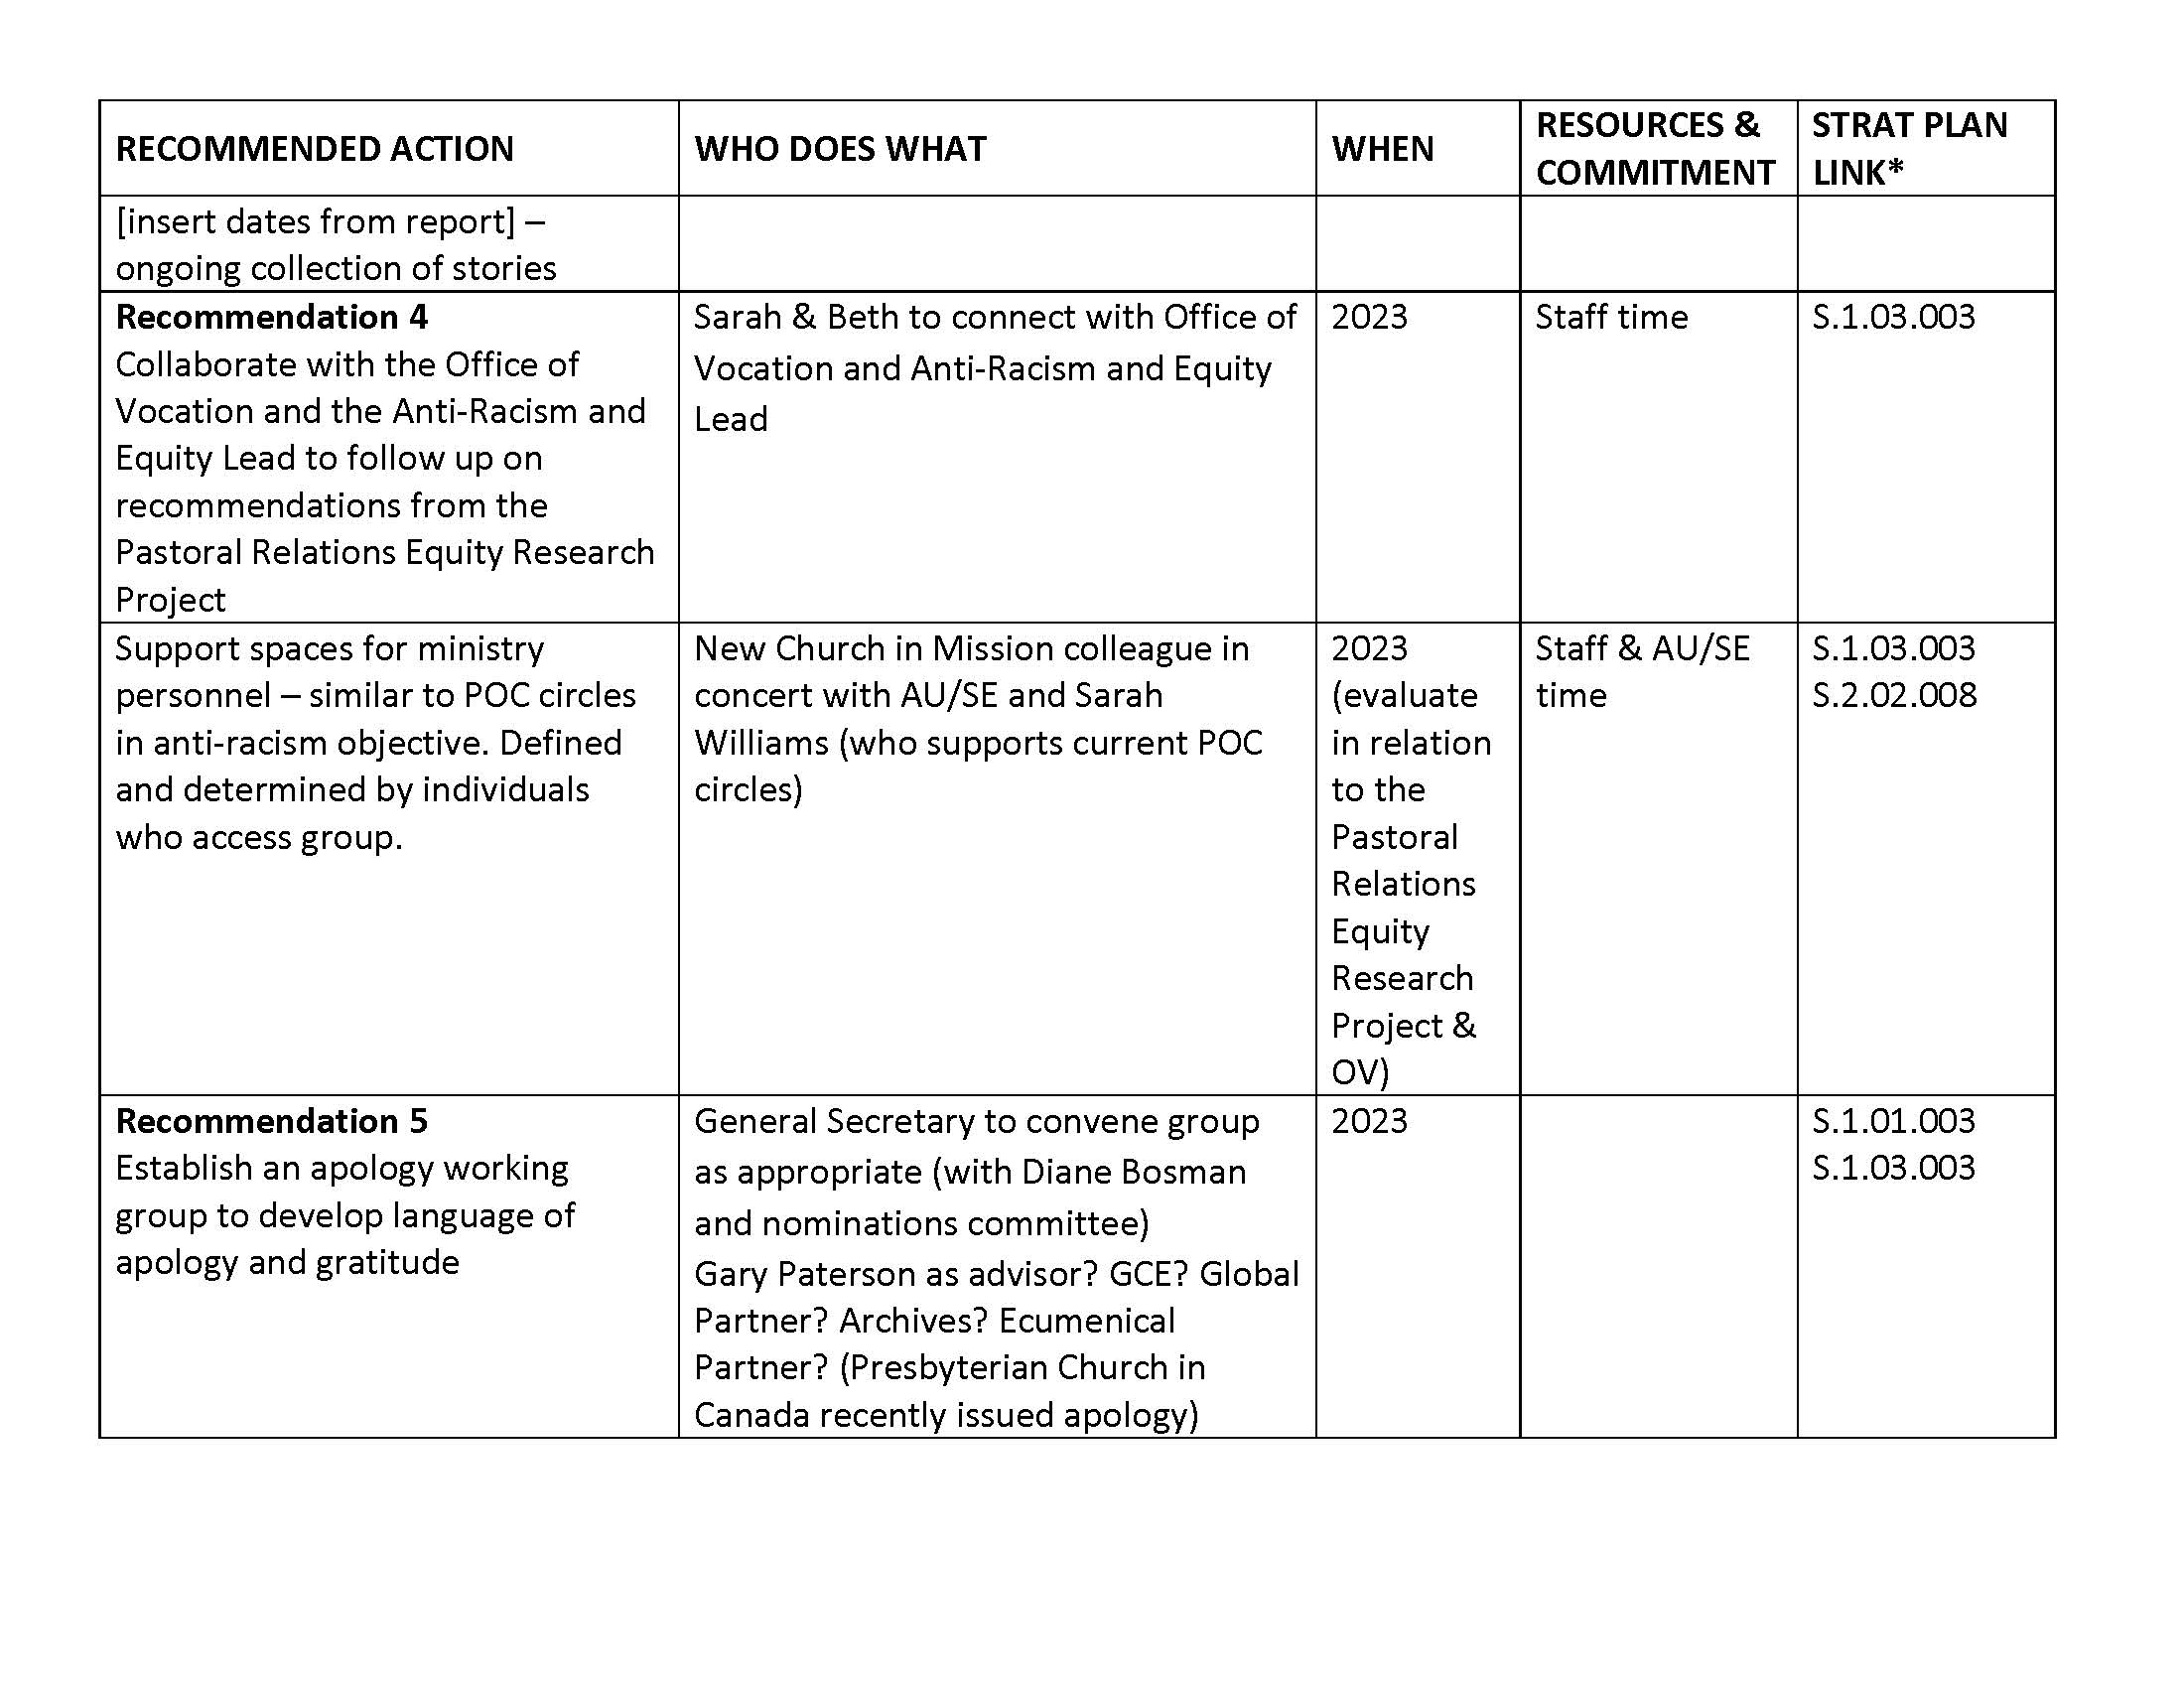 RECOMMENDED ACTION
WHO DOES WHAT
WHEN
RESOURCES &
COMMITMENT
STRAT PLAN
LINK*
[insert dates from report] –
ongoing collection of stories
Recommendation 4
Collaborate with the Office of
Vocation and the Anti-Racism and
Equity Lead to follow up on
recommendations from the
Pastoral Relations Equity Research
Project
Sarah & Beth to connect with Office of
Vocation and Anti-Racism and Equity
Lead
2023
Staff time
S.1.03.003
Support spaces for ministry
personnel – similar to POC circles
in anti-racism objective. Defined
and determined by individuals
who access group.
New Church in Mission colleague in
concert with AU/SE and Sarah
Williams (who supports current POC
circles)
2023
(evaluate
in relation
to the
Pastoral
Relations
Equity
Research
Project &
OV)
Staff & AU/SE
time
S.1.03.003
S.2.02.008
Recommendation 5
Establish an apology working
group to develop language of
apology and gratitude
General Secretary to convene group
as appropriate (with Diane Bosman
and nominations committee)
Gary Paterson as advisor? GCE? Global
Partner? Archives? Ecumenical
Partner? (Presbyterian Church in
Canada recently issued apology)
2023
S.1.01.003
S.1.03.003